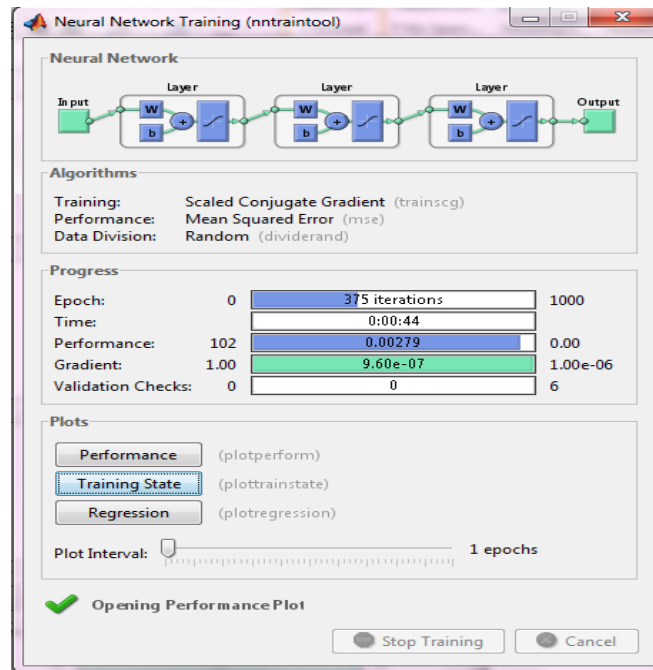 Neural Network Training (nntraintool)
Neural Network
Layer Layer Layer
Input W b + W b + W b + Output
Algorithms
Training: Scaled Conjugate Gradient (trainscg)
Performance: Mean Squared Error (mse)
Data Division: Random (dividerand)
Progress
Epoch: 0 375 iterations 1000
Time: 0:00:44
Performance: 102 0.00279 0.00
Gradient: 1.00 9.60e-07 1.00e-06
Validation Checks: 0 0 6
Plots
Performance (plotperform)
Training State (plottrainstate)
Regression (plotregression)
Plot Interval: 1 epochs
Opening Performance Plot
Stop Training Cancel